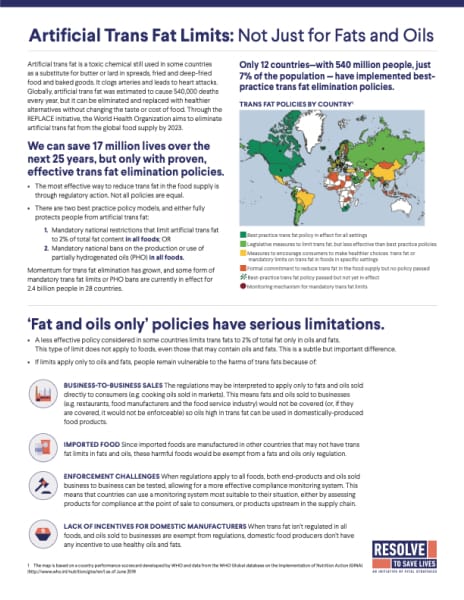 Artificial Trans Fat Limits: Not Just for Fats and Oils
Artificial trans fat is a toxic chemical still used in some countries
as a substitute for butter or lard in spreads, fried and deep-fried
food and baked goods. It clogs arteries and leads to heart attacks.
Globally, artificial trans fat was estimated to cause 540,000 deaths
every year, but it can be eliminated and replaced with healthier
alternatives without changing the taste or cost of food. Through the
REPLACE initiative, the World Health Organization aims to eliminate
artificial trans fat from the global food supply by 2023.
We can save 17 million lives over the
next 25 years, but only with proven,
effective trans fat elimination policies.
• The most effective way to reduce trans fat in the food supply is
through regulatory action. Not all policies are equal.
• There are two best practice policy models, and either fully
protects people from artificial trans fat:
1. Mandatory national restrictions that limit artificial trans fat
to 2% of total fat content in all foods; OR
2. Mandatory national bans on the production or use of
partially hydrogenated oils (PHO) in all foods.
Momentum for trans fat elimination has grown, and some form of
mandatory trans fat limits or PHO bans are currently in effect for
2.4 billion people in 28 countries.
Only 12 countries—with 540 million people, just
7% of the population — have implemented best-
practice trans fat elimination policies.
TRANS FAT POLICIES BY COUNTRY¹
Best practice trans fat policy in effect for all settings
Legislative measures to limit trans fat, but less effective than best practice policies
Measures to encourage consumers to make healthier choices: trans fat or
mandatory limits on trans fat in foods in specific settings
Formal commitment to reduce trans fat in the food supply but no policy passed
Best-practice trans fat policy passed but not yet in effect
Monitoring mechanism for mandatory trans fat limits
‘Fat and oils only’ policies have serious limitations.
• A less effective policy considered in some countries limits trans fats to 2% of total fat only in oils and fats.
This type of limit does not apply to foods, even those that may contain oils and fats. This is a subtle but important difference.
• If limits apply only to oils and fats, people remain vulnerable to the harms of trans fats because of:
BUSINESS-TO-BUSINESS SALES The regulations may be interpreted to apply only to fats and oils sold
directly to consumers (e.g. cooking oils sold in markets). This means fats and oils sold to businesses
(e.g. restaurants, food manufacturers and the food service industry) would not be covered (or, if they
are covered, it would not be enforceable) so oils high in trans fat can be used in domestically-produced
food products.
IMPORTED FOOD Since imported foods are manufactured in other countries that may not have trans
fat limits in fats and oils, these harmful foods would be exempt from a fats and oils only regulation.
ENFORCEMENT CHALLENGES When regulations apply to all foods, both end-products and oils sold
business to business can be tested, allowing for a more effective compliance monitoring system. This
means that countries can use a monitoring system most suitable to their situation, either by assessing
products for compliance at the point of sale to consumers, or products upstream in the supply chain.
LACK OF INCENTIVES FOR DOMESTIC MANUFACTURERS When trans fat isn't regulated in all
foods, and oils sold to businesses are exempt from regulations, domestic food producers don't have
any incentive to use healthy oils and fats.
RESOLVE
TO SAVE LIVES
AN INITIATIVE OF VITAL STRATEGIES
1 The map is based on a country performance scorecard developed by WHO and data from the WHO Global database on the Implementation of Nutrition Action (GINA)